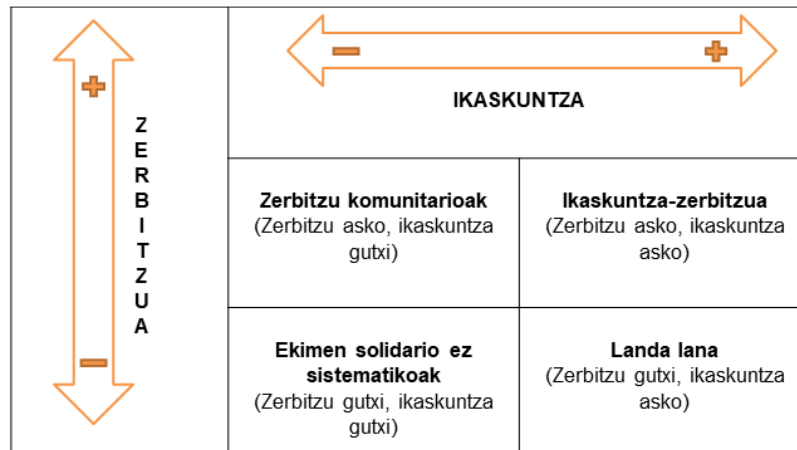 IKASKUNTZA
ZERBITZUA
Zerbitzu komunitarioak
(Zerbitzu asko, ikaskuntza
gutxi)
Ikaskuntza-zerbitzua
(Zerbitzu asko, ikaskuntza
asko)
Ekimen solidario ez
sistematikoak
(Zerbitzu gutxi, ikaskuntza
gutxi)
Landa lana
(Zerbitzu gutxi, ikaskuntza
asko)